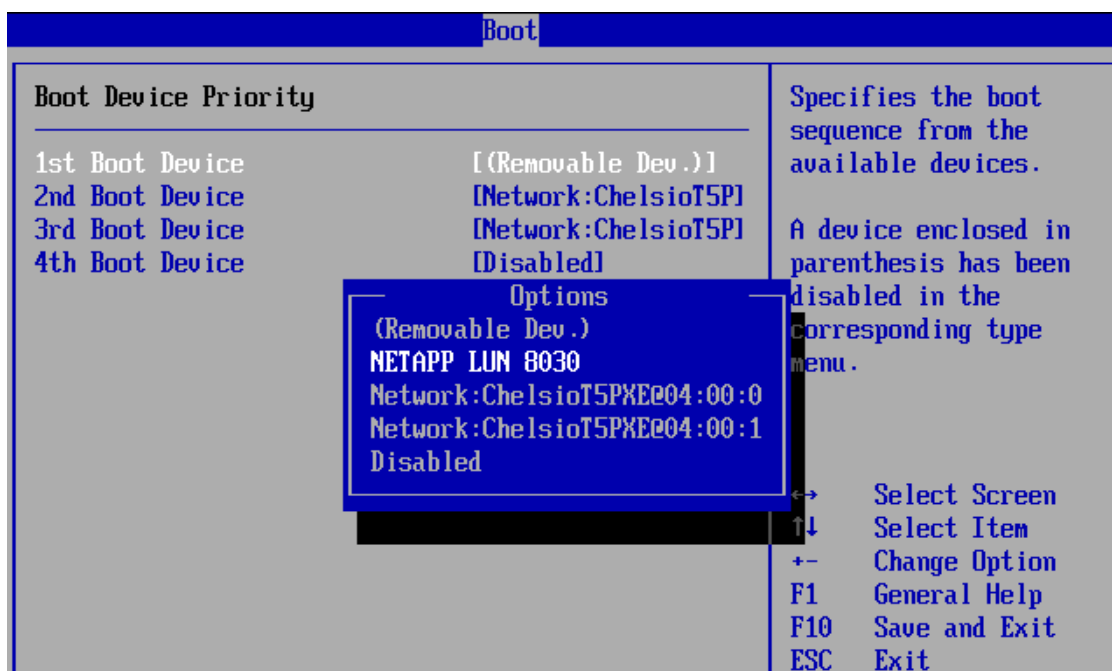 Boot
Boot Device Priority
1st Boot Device [(Removable Dev.)]
2nd Boot Device [Network:ChelsioT5P]
3rd Boot Device [Network:ChelsioT5P]
4th Boot Device [Disabled]
Options
(Removable Dev.)
NETAPP LUN 8030
Network:ChelsioT5PXE@04:00:0
Network:ChelsioT5PXE@04:00:1
Disabled
Specifies the boot
sequence from the
available devices.
A device enclosed in
parenthesis has been
disabled in the
corresponding type
menu.
←→ Select Screen
↑↓ Select Item
+- Change Option
F1 General Help
F10 Save and Exit
ESC Exit